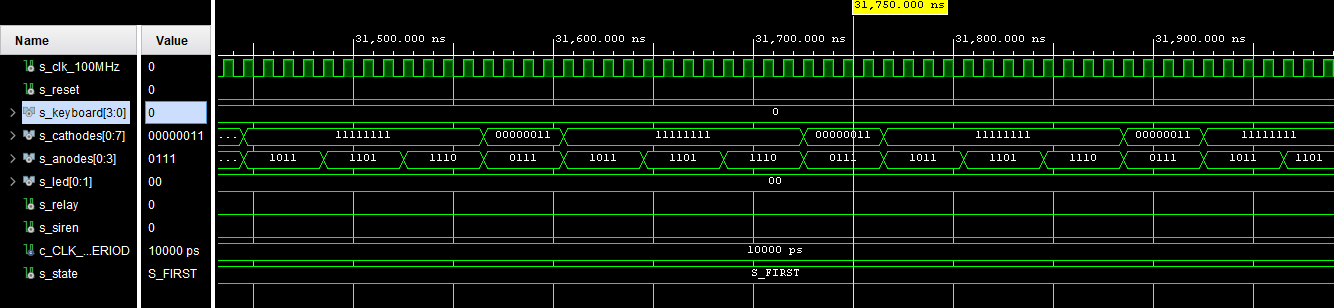 31,750.000 ns
Name Value
31,500.000 ns 31,600.000 ns 31,700.000 ns 31,800.000 ns 31,900.000 ns
s_clk_100MHz 0
s_reset 0
s_keyboard[3:0] 0 0
s_cathodes[0:7] 00000011 ... 11111111 00000011 11111111 00000011 11111111 00000011 11111111
s_anodes[0:3] 0111 ... 1011 1101 1110 0111 1011 1101 1110 0111 1011 1101 1110 0111 1011 1101
s_led[0:1] 00 00
s_relay 0
s_siren 0
c_CLK_...ERIOD 10000 ps 10000 ps
s_state S_FIRST S_FIRST